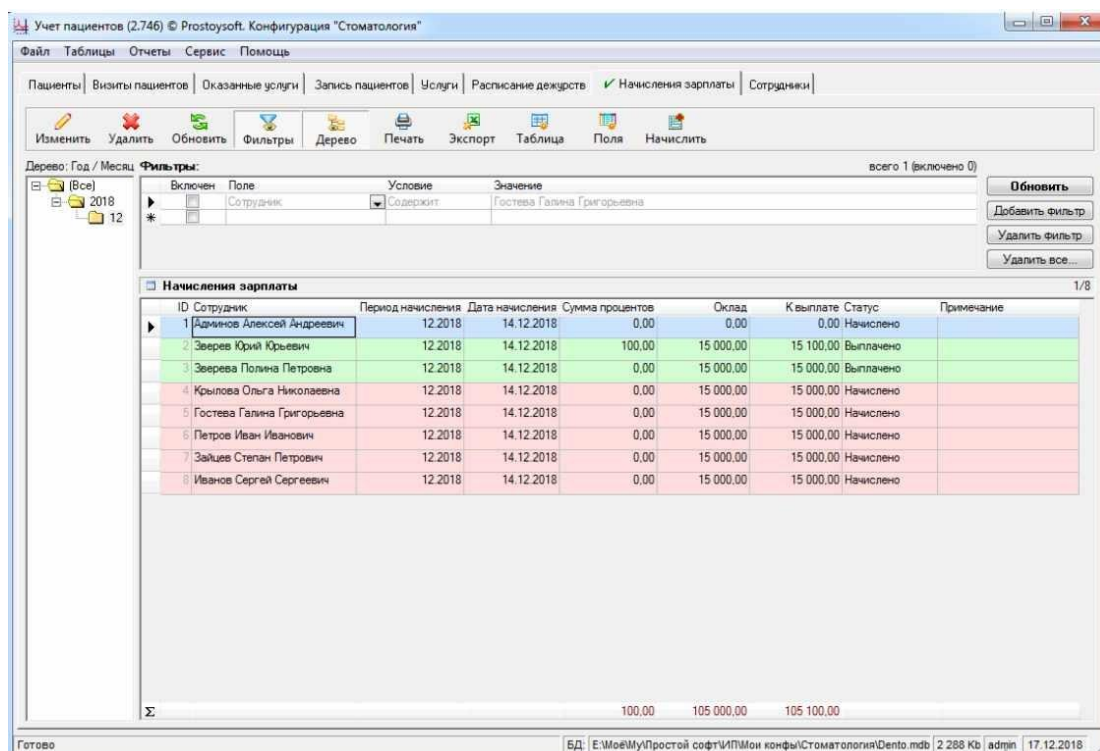 Учет пациентов (2.746) © Prostoysoft. Конфигурация "Стоматология"
Файл Таблицы Отчеты Сервис Помощь
Пациенты Визиты пациентов Оказанные услуги Запись пациентов Услуги Расписание дежурств Начисления зарплаты Сотрудники
Изменить Удалить Обновить Фильтры Дерево Печать Экспорт Таблица Поля Начислить
Дерево: Год / Месяц Фильтры: всего 1 (включено 0)
(Все)
2018
12
Включен Поле Условие Значение
Сотрудник Содержит Гостева Галина Григорьевна
Обновить
Добавить фильтр
Удалить фильтр
Удалить все...
Начисления зарплаты 1/8
ID Сотрудник Период начисления Дата начисления Сумма процентов Оклад К выплате Статус Примечание
1 Админов Алексей Андреевич 12.2018 14.12.2018 0,00 0,00 0,00 Начислено
2 Зверев Юрий Юрьевич 12.2018 14.12.2018 100,00 15 000,00 15 100,00 Выплачено
3 Зверева Полина Петровна 12.2018 14.12.2018 0,00 15 000,00 15 000,00 Выплачено
4 Крылова Ольга Николаевна 12.2018 14.12.2018 0,00 15 000,00 15 000,00 Начислено
5 Гостева Галина Григорьевна 12.2018 14.12.2018 0,00 15 000,00 15 000,00 Начислено
6 Петров Иван Иванович 12.2018 14.12.2018 0,00 15 000,00 15 000,00 Начислено
7 Зайцев Степан Петрович 12.2018 14.12.2018 0,00 15 000,00 15 000,00 Начислено
8 Иванов Сергей Сергеевич 12.2018 14.12.2018 0,00 15 000,00 15 000,00 Начислено
Σ 100,00 105 000,00 105 100,00
Готово БД: E:\Моё\Му\Простой софт\ИП\Мои конфы\Стоматология\Dento.mdb 2 288 Kb admin 17.12.2018